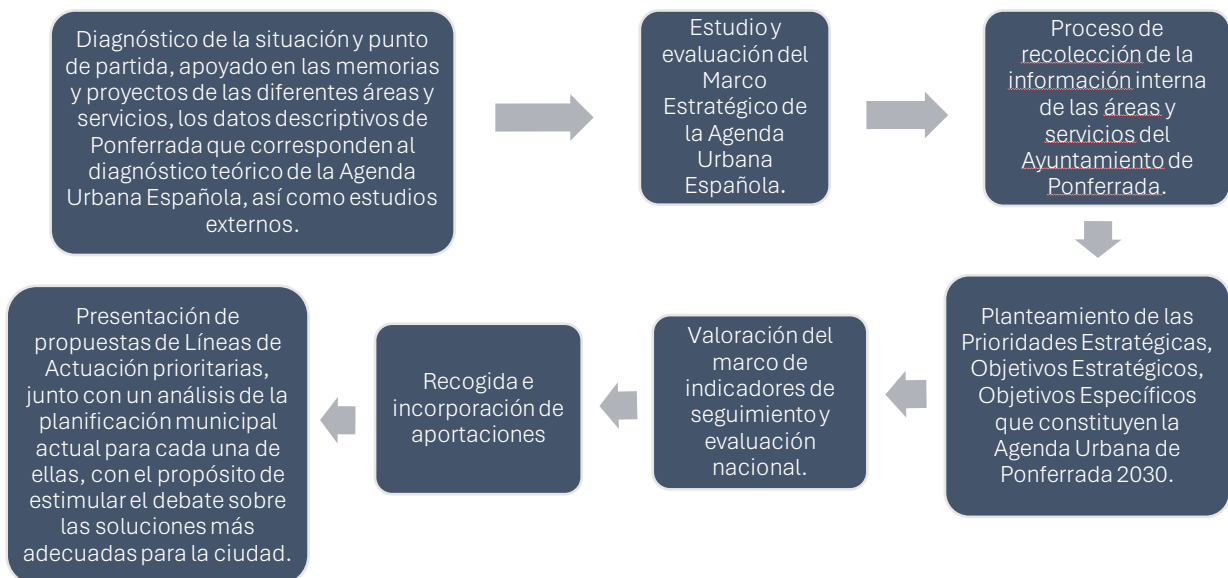 Diagnóstico de la situación y punto
de partida, apoyado en las memorias
y proyectos de las diferentes áreas y
servicios, los datos descriptivos de
Ponferrada que corresponden al
diagnóstico teórico de la Agenda
Urbana Española, así como estudios
externos.
Estudio y
evaluación del
Marco
Estratégico de
la Agenda
Urbana
Española.
Proceso de
recolección de la
información interna
de las áreas y
servicios del
Ayuntamiento de
Ponferrada.
Planteamiento de las
Prioridades Estratégicas,
Objetivos Estratégicos,
Objetivos Específicos
que constituyen la
Agenda Urbana de
Ponferrada 2030.
Valoración del
marco de
indicadores de
seguimiento y
evaluación
nacional.
Recogida e
incorporación de
aportaciones
Presentación de
propuestas de Líneas de
Actuación prioritarias,
junto con un análisis de la
planificación municipal
actual para cada una de
ellas, con el propósito de
estimular el debate sobre
las soluciones más
adecuadas para la ciudad.